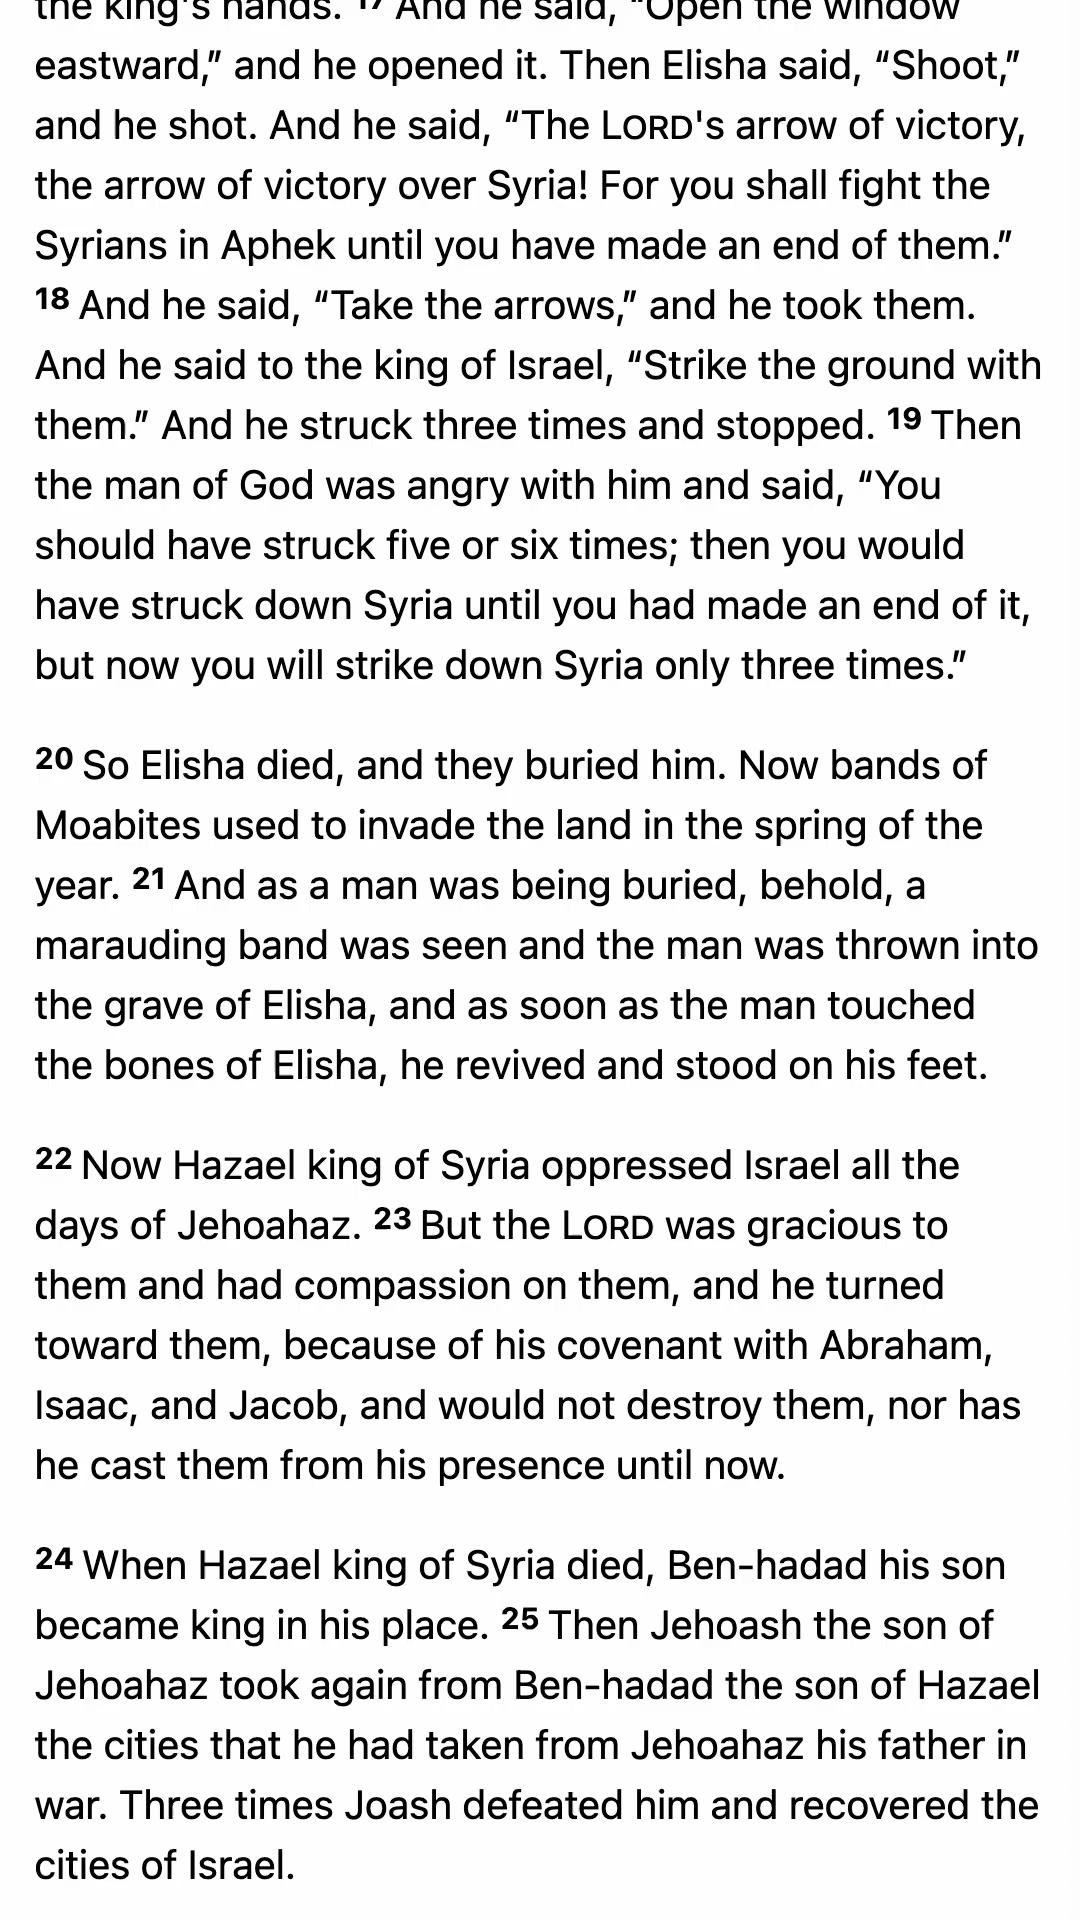 the king's hands. 17 And he said, “Open the window
eastward,” and he opened it. Then Elisha said, “Shoot,”
and he shot. And he said, “The LORD's arrow of victory,
the arrow of victory over Syria! For you shall fight the
Syrians in Aphek until you have made an end of them.”
18 And he said, “Take the arrows,” and he took them.
And he said to the king of Israel, “Strike the ground with
them.” And he struck three times and stopped. 19 Then
the man of God was angry with him and said, “You
should have struck five or six times; then you would
have struck down Syria until you had made an end of it,
but now you will strike down Syria only three times.”
20 So Elisha died, and they buried him. Now bands of
Moabites used to invade the land in the spring of the
year. 21 And as a man was being buried, behold, a
marauding band was seen and the man was thrown into
the grave of Elisha, and as soon as the man touched
the bones of Elisha, he revived and stood on his feet.
22 Now Hazael king of Syria oppressed Israel all the
days of Jehoahaz. 23 But the LORD was gracious to
them and had compassion on them, and he turned
toward them, because of his covenant with Abraham,
Isaac, and Jacob, and would not destroy them, nor has
he cast them from his presence until now.
24 When Hazael king of Syria died, Ben-hadad his son
became king in his place. 25 Then Jehoash the son of
Jehoahaz took again from Ben-hadad the son of Hazael
the cities that he had taken from Jehoahaz his father in
war. Three times Joash defeated him and recovered the
cities of Israel.